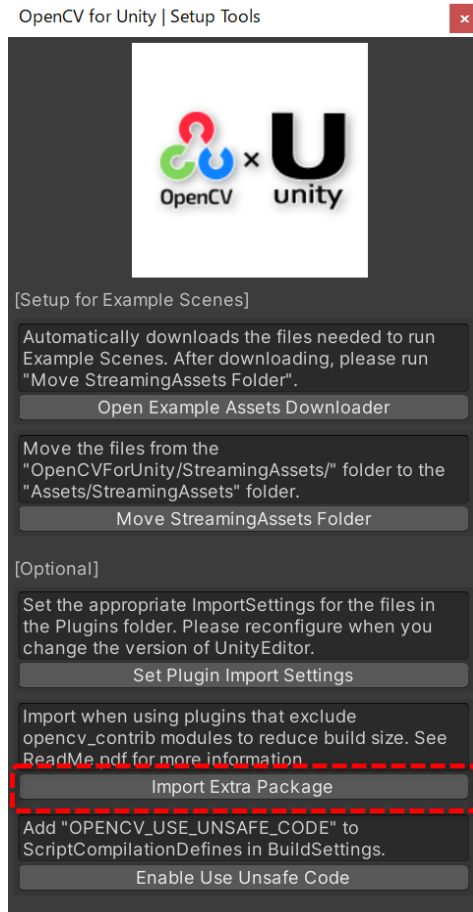 OpenCV for Unity | Setup Tools
×
OpenCV × unity
[Setup for Example Scenes]
Automatically downloads the files needed to run
Example Scenes. After downloading, please run
"Move StreamingAssets Folder".
Open Example Assets Downloader
Move the files from the
"OpenCVForUnity/StreamingAssets/" folder to the
"Assets/StreamingAssets" folder.
Move StreamingAssets Folder
[Optional]
Set the appropriate ImportSettings for the files in
the Plugins folder. Please reconfigure when you
change the version of UnityEditor.
Set Plugin Import Settings
Import when using plugins that exclude
opencv_contrib modules to reduce build size. See
ReadMe.pdf for more information.
Import Extra Package
Add "OPENCV_USE_UNSAFE_CODE" to
ScriptCompilationDefines in BuildSettings.
Enable Use Unsafe Code